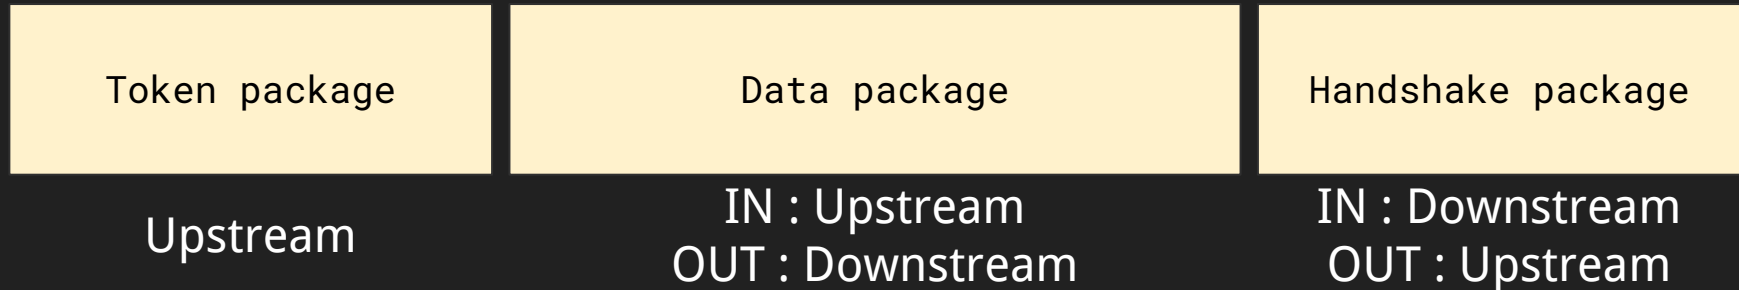 Token package
Data package
Handshake package
Upstream
IN : Upstream
OUT : Downstream
IN : Downstream
OUT : Upstream